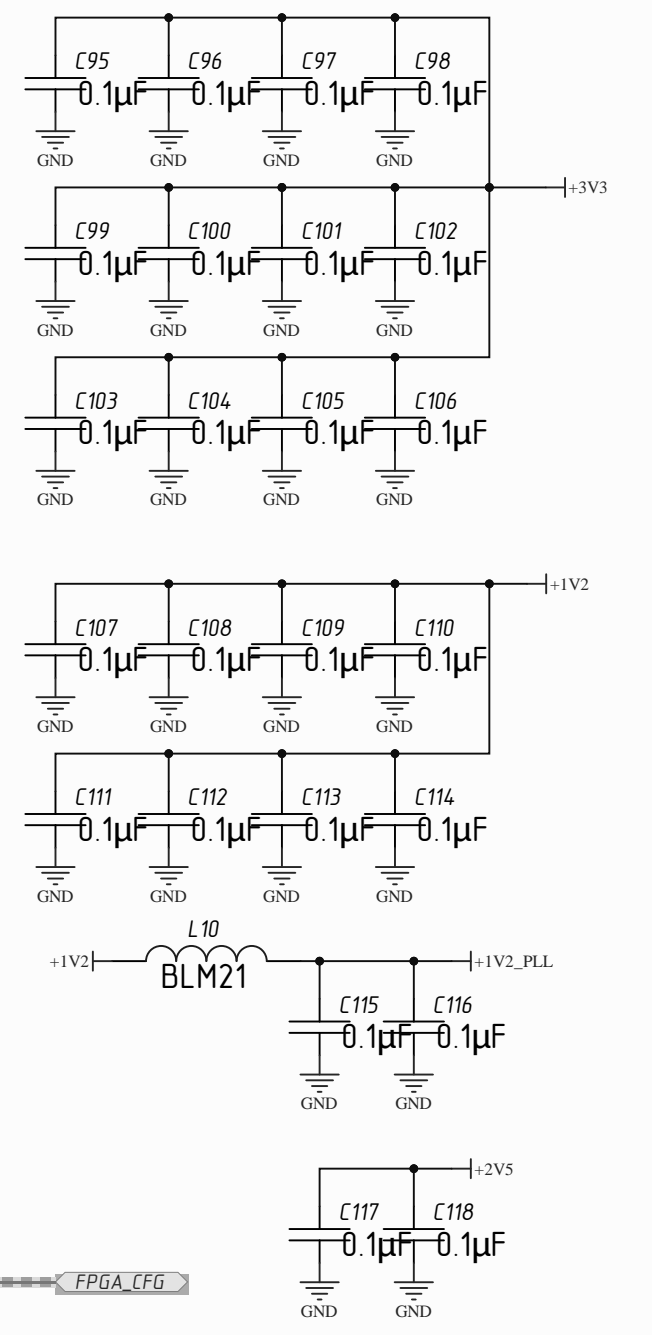 C95 C96 C97 C98
0.1μF 0.1μF 0.1μF 0.1μF
GND GND GND GND
+3V3
C99 C100 C101 C102
0.1μF 0.1μF 0.1μF 0.1μF
GND GND GND GND
C103 C104 C105 C106
0.1μF 0.1μF 0.1μF 0.1μF
GND GND GND GND
+1V2
C107 C108 C109 C110
0.1μF 0.1μF 0.1μF 0.1μF
GND GND GND GND
C111 C112 C113 C114
0.1μF 0.1μF 0.1μF 0.1μF
GND GND GND GND
L10
+1V2 +1V2_PLL
BLM21
C115 C116
0.1μF 0.1μF
GND GND
+2V5
C117 C118
0.1μF 0.1μF
FPGA_CFG
GND GND